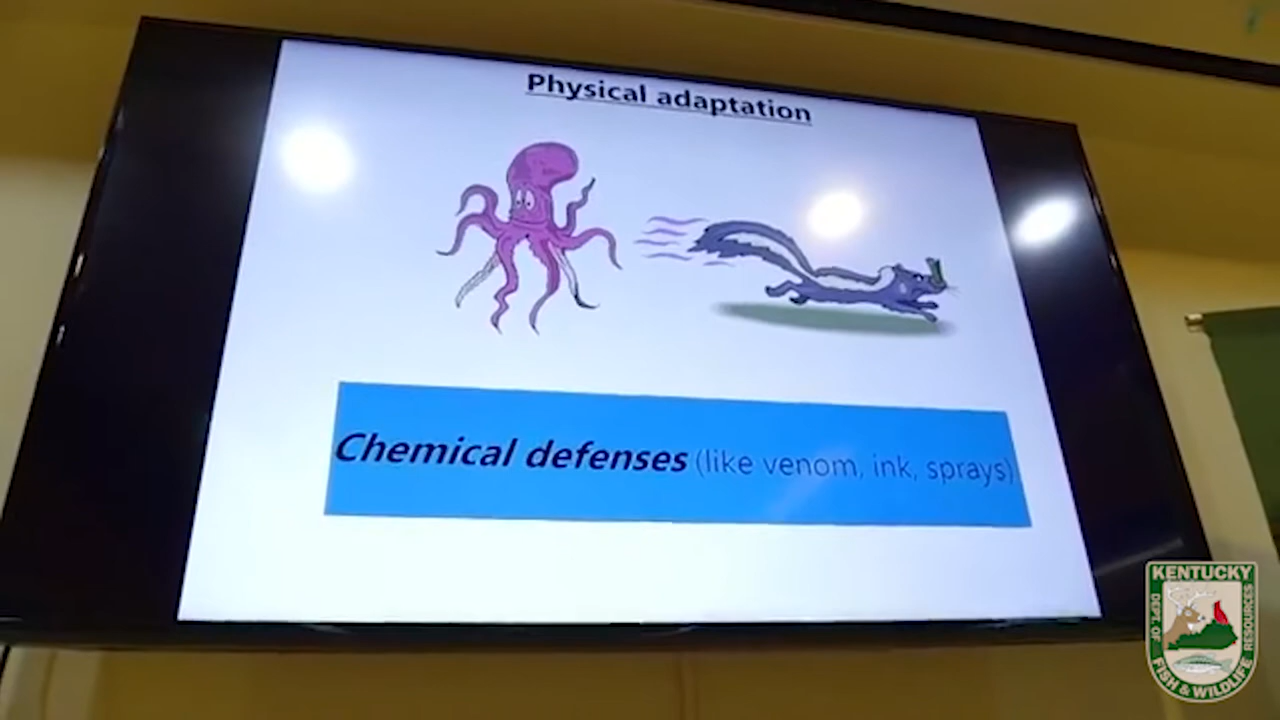 Physical adaptation
Chemical defenses (like venom, ink, sprays)
KENTUCKY
DEPT. OF
FISH & WILDLIFE
RESOURCES